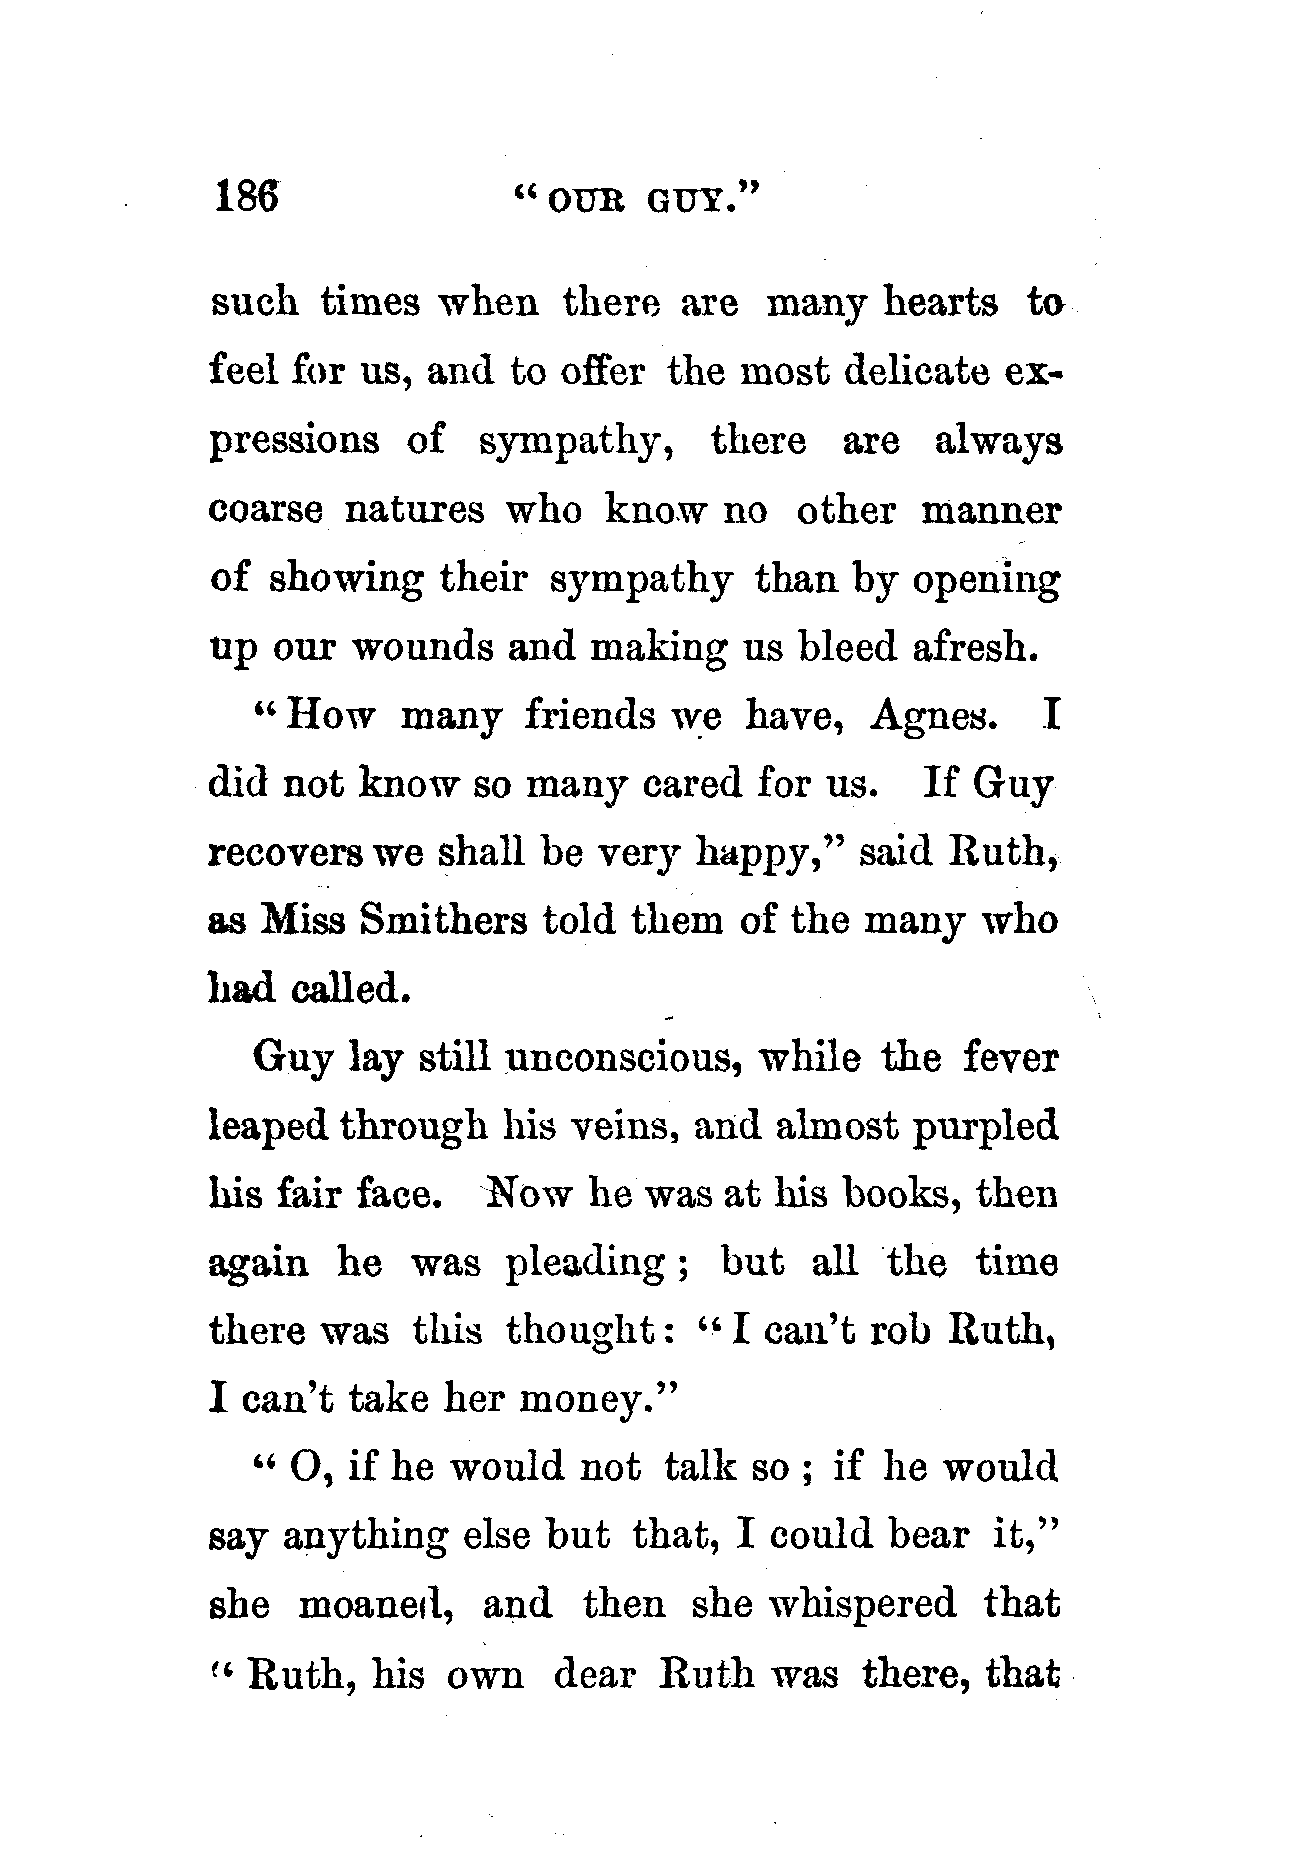 186 “ OUR GUY.”
such times when there are many hearts to
feel for us, and to offer the most delicate ex-
pressions of sympathy, there are always
coarse natures who know no other manner
of showing their sympathy than by opening
up our wounds and making us bleed afresh.
“ How many friends we have, Agnes. I
did not know so many cared for us. If Guy
recovers we shall be very happy,” said Ruth,
as Miss Smithers told them of the many who
had called.
Guy lay still unconscious, while the fever
leaped through his veins, and almost purpled
his fair face. Now he was at his books, then
again he was pleading ; but all the time
there was this thought : “ I can’t rob Ruth,
I can’t take her money.”
“ O, if he would not talk so ; if he would
say anything else but that, I could bear it,”
she moaned, and then she whispered that
“ Ruth, his own dear Ruth was there, that